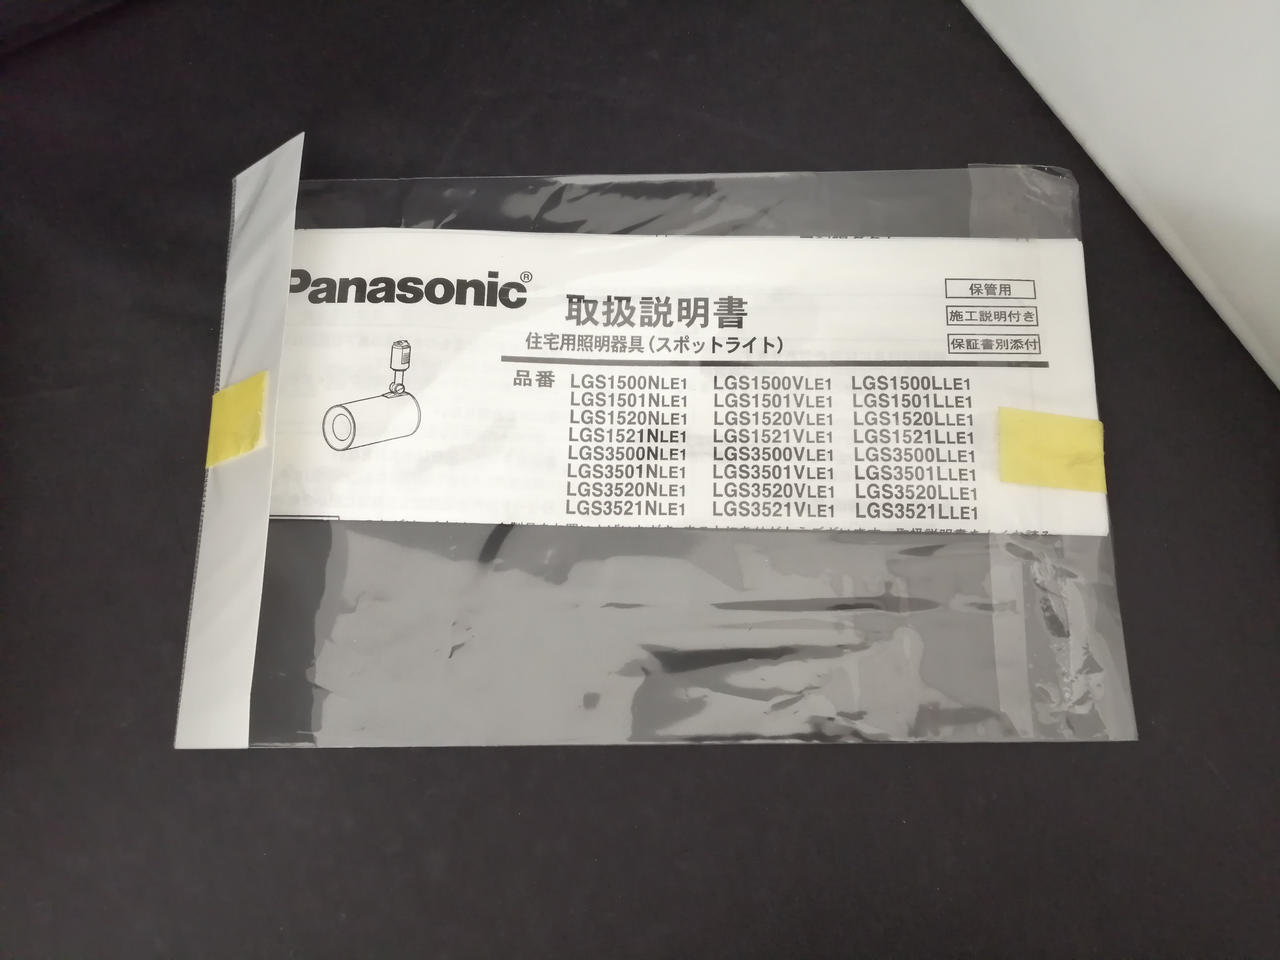 Panasonic®
取扱説明書
住宅用照明器具（スポットライト）
保管用
施工説明付き
保証書別添付
品番 LGS1500NLE1 LGS1500VLE1 LGS1500LLE1
LGS1501NLE1 LGS1501VLE1 LGS1501LLE1
LGS1520NLE1 LGS1520VLE1 LGS1520LLE1
LGS1521NLE1 LGS1521VLE1 LGS1521LLE1
LGS3500NLE1 LGS3500VLE1 LGS3500LLE1
LGS3501NLE1 LGS3501VLE1 LGS3501LLE1
LGS3520NLE1 LGS3520VLE1 LGS3520LLE1
LGS3521NLE1 LGS3521VLE1 LGS3521LLE1